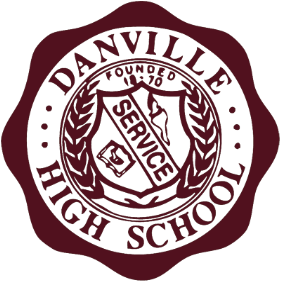 DANVILLE
FOUNDED
18 70
SERVICE
HIGH SCHOOL